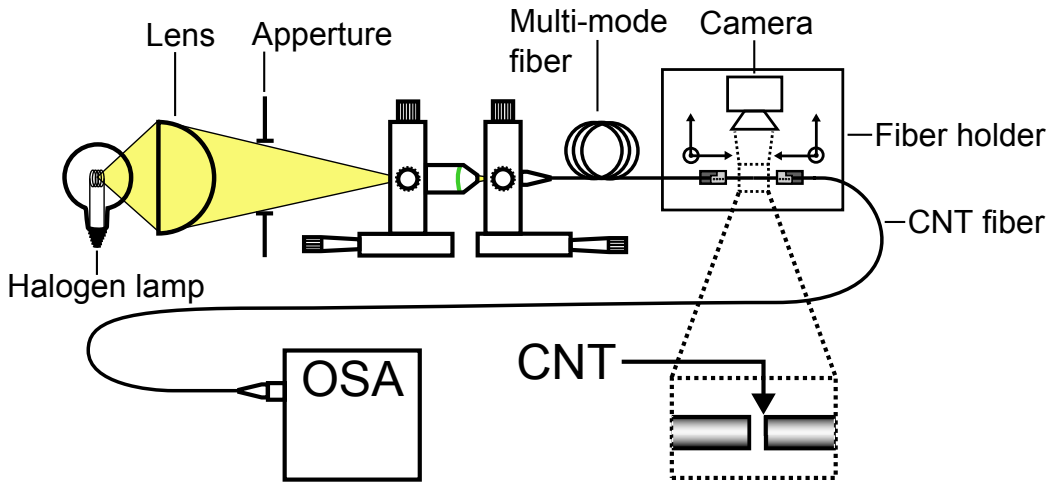 Lens
Apperture
Multi-mode
fiber
Camera
Fiber holder
CNT fiber
Halogen lamp
OSA
CNT